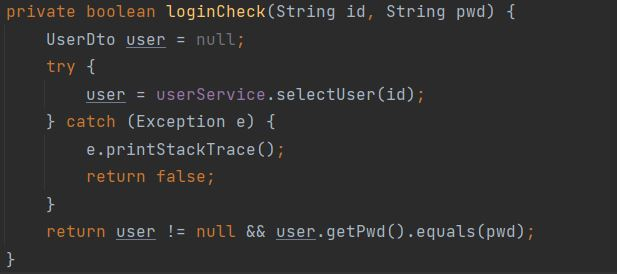 private boolean loginCheck(String id, String pwd) {
    UserDto user = null;
    try {
        user = userService.selectUser(id);
    } catch (Exception e) {
        e.printStackTrace();
        return false;
    }
    return user != null && user.getPwd().equals(pwd);
}